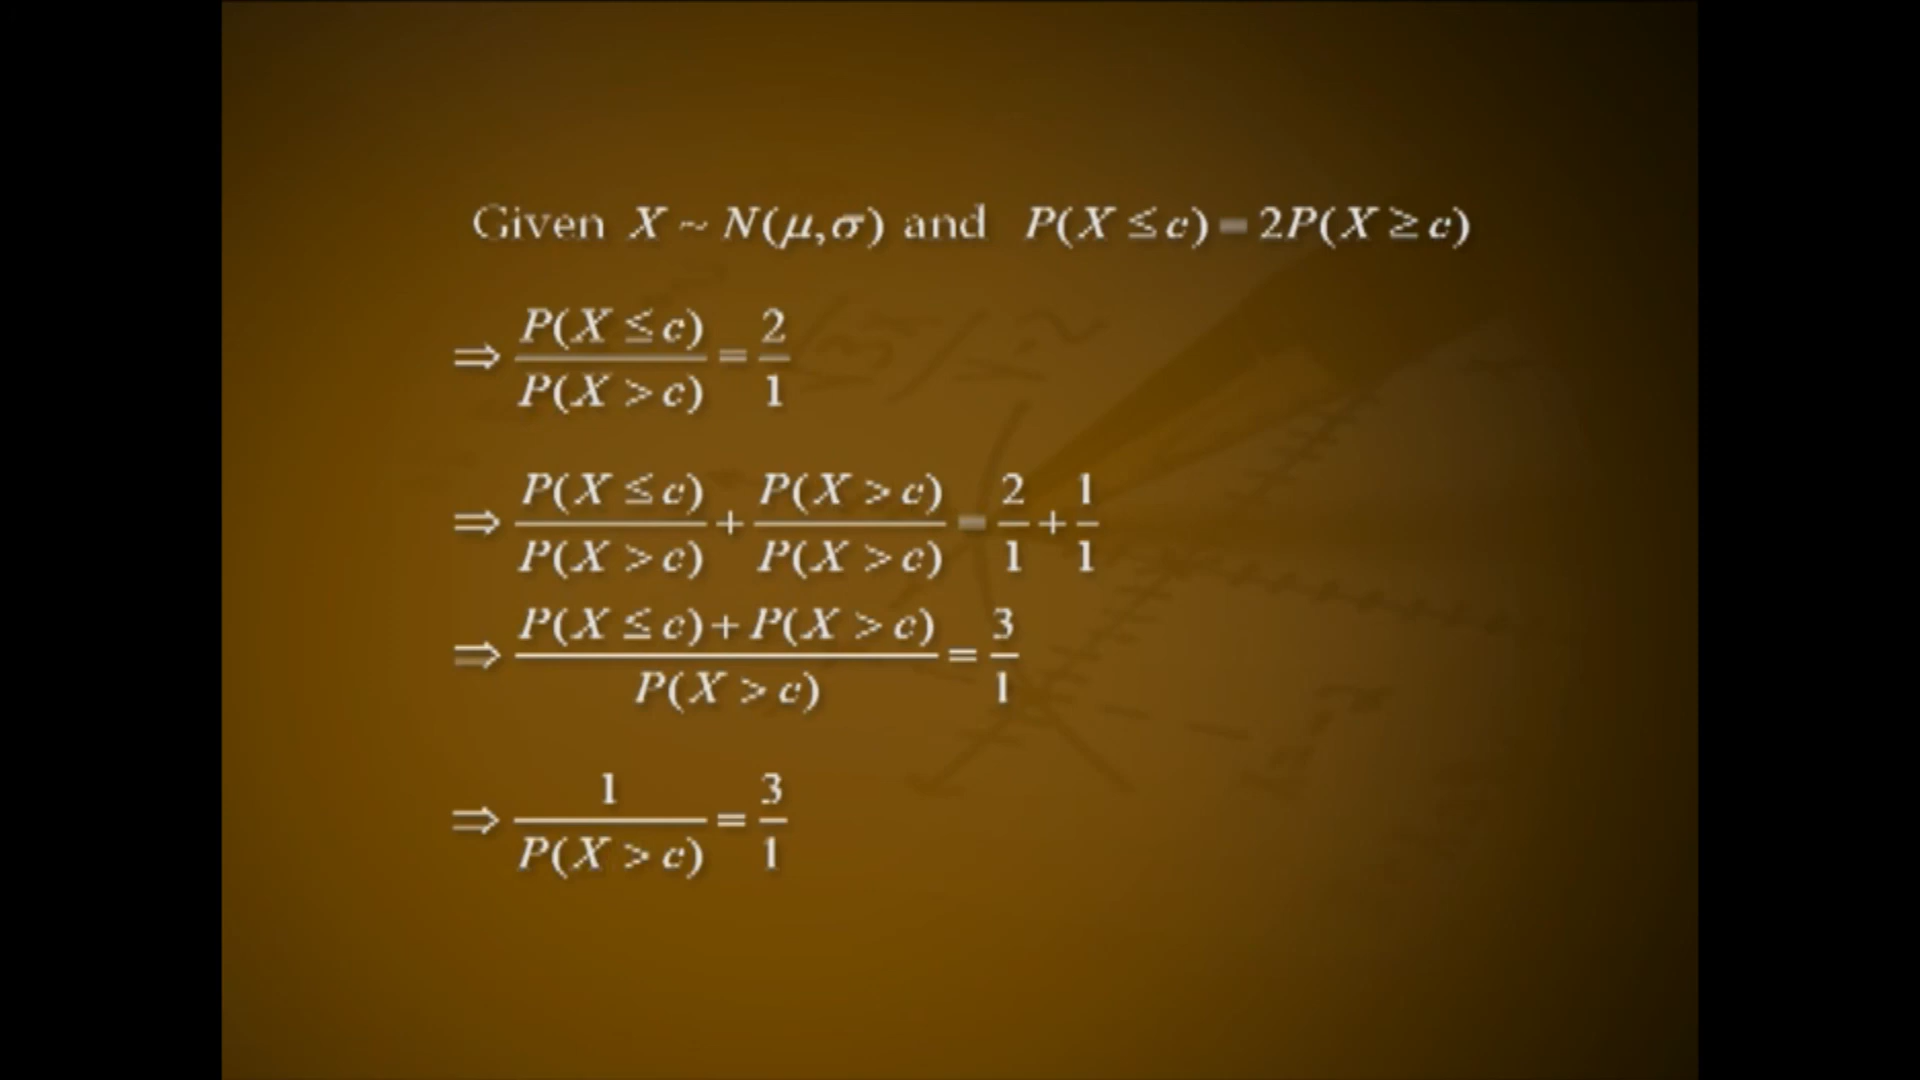 Given X ~ N(μ,σ) and P(X ≤ c) = 2P(X ≥ c)
⇒ P(X ≤ c) / P(X > c) = 2/1
⇒ P(X ≤ c) / P(X > c) + P(X > c) / P(X > c) = 2/1 + 1/1
⇒ P(X ≤ c) + P(X > c) / P(X > c) = 3/1
⇒ 1 / P(X > c) = 3/1